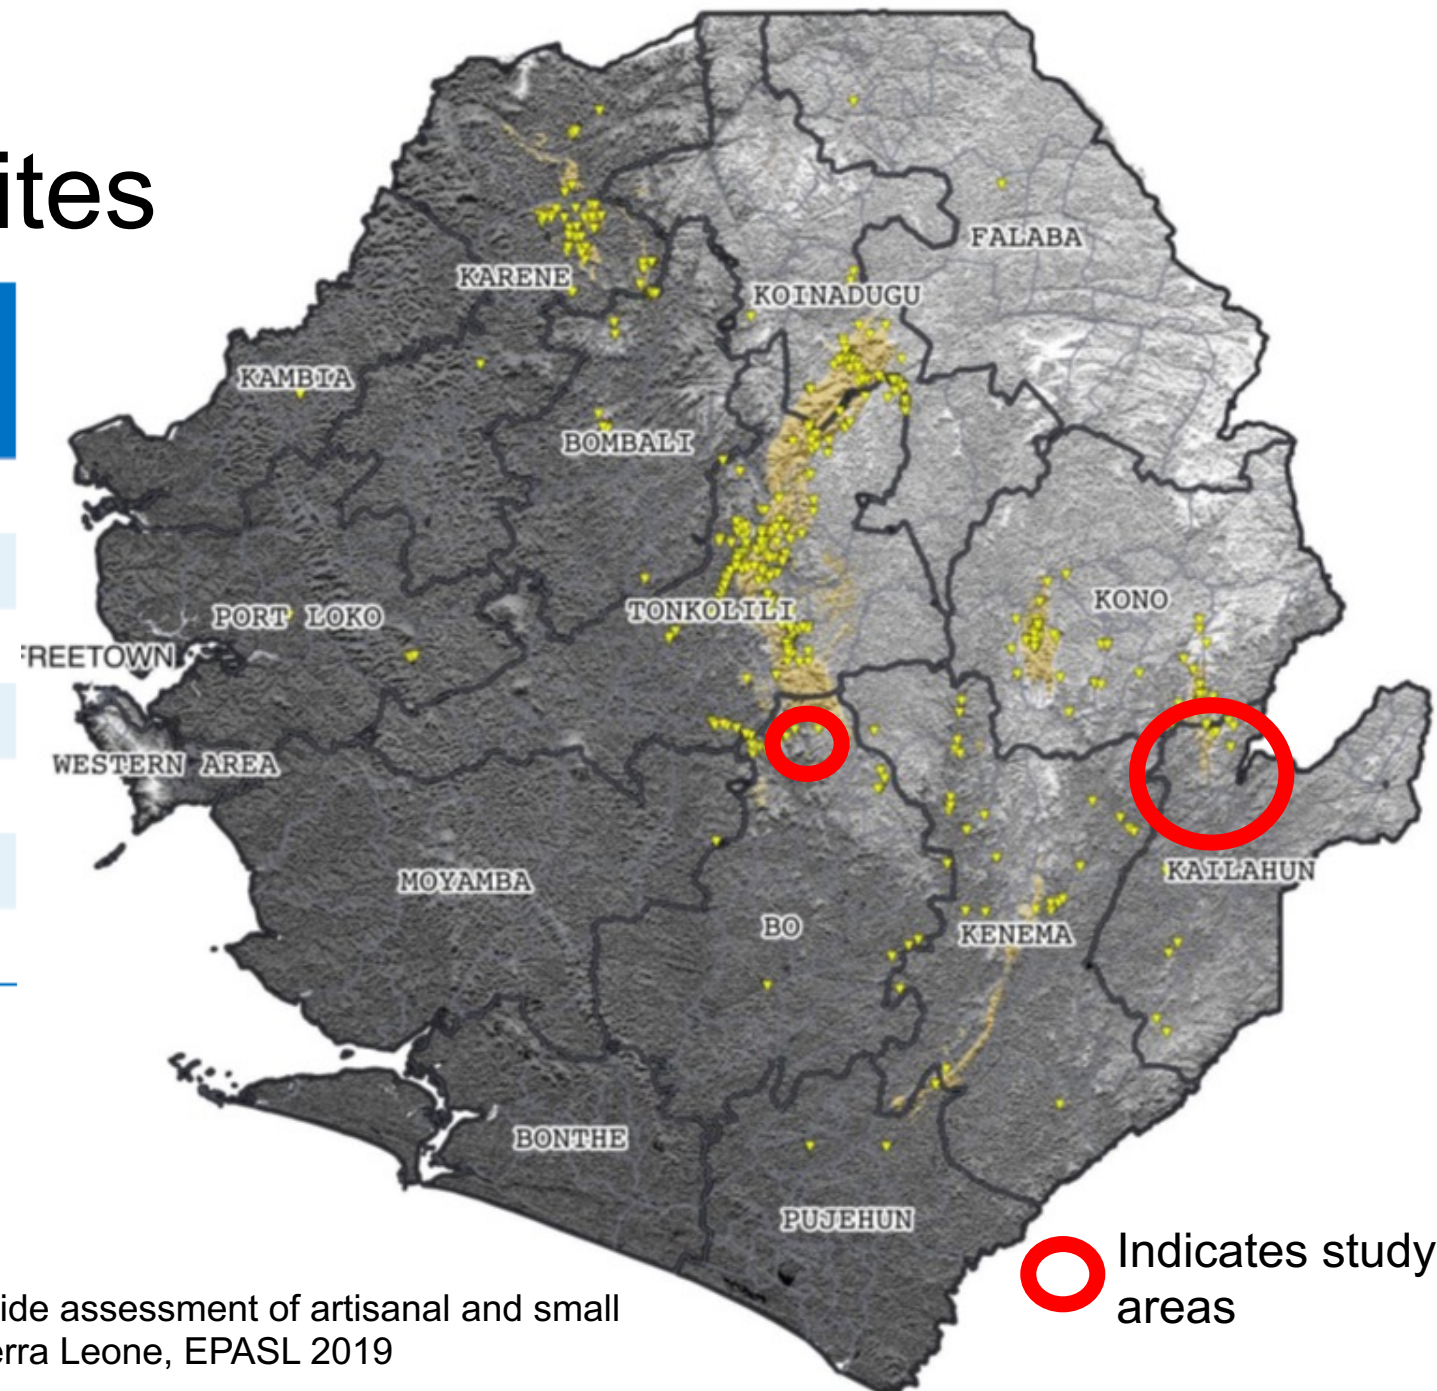 ites
FALABA
KARENE
KOINADUGU
KAMBIA
BOMBALI
KONO
TONKOLILI
PORT LOKO
FREETOWN
WESTERN AREA
KAILAHUN
MOYAMBA
BO
KENEMA
BONTHE
PUJEHUN
Indicates study
areas
ide assessment of artisanal and small
erra Leone, EPASL 2019